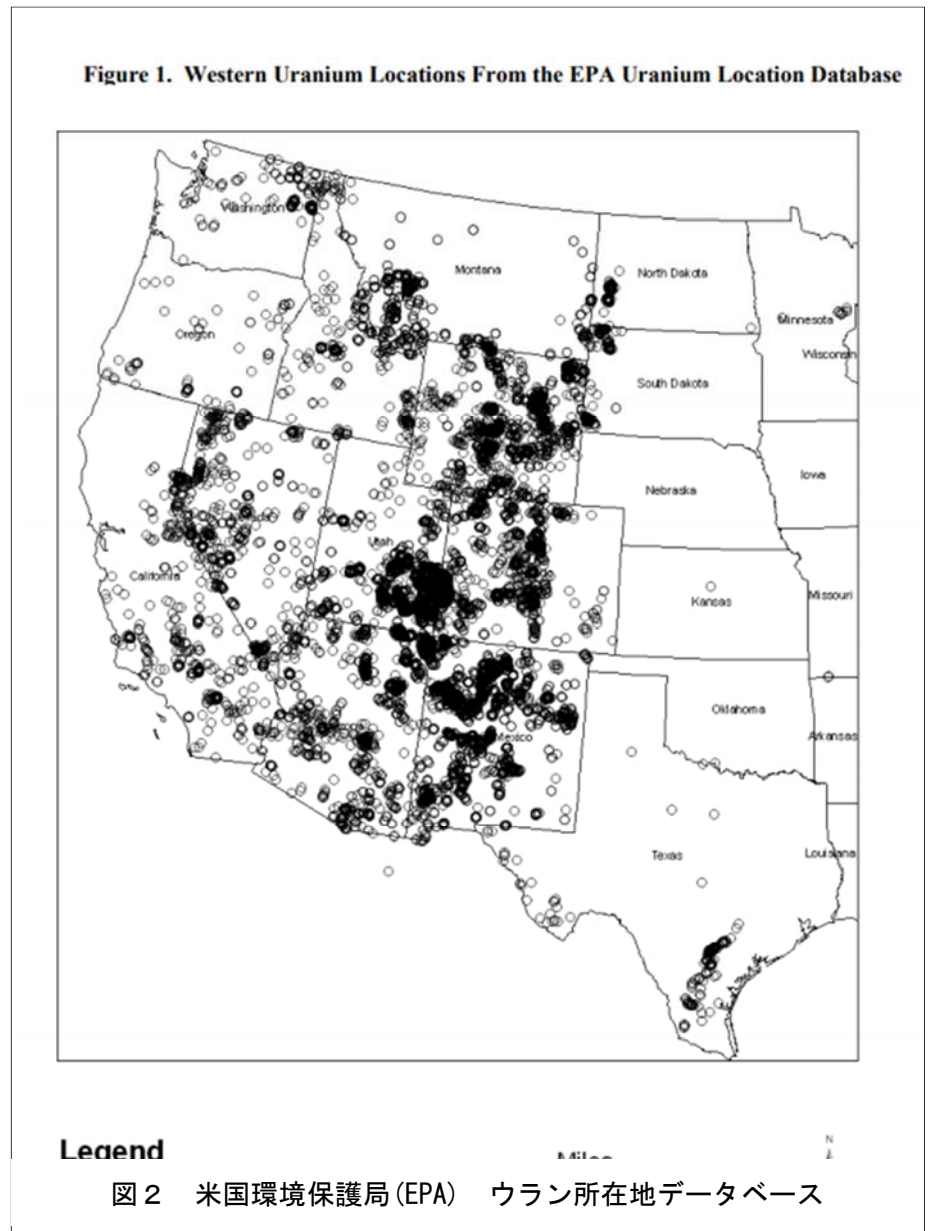 Figure 1. Western Uranium Locations From the EPA Uranium Location Database
Washington
Montana
North Dakota
Minnesota
Oregon
Wisconsin
South Dakota
Iowa
Nebraska
Utah
California
Kansas
Missouri
Oklahoma
Mexico
Arkansas
Texas
Louisiana
Legend
Miles
N
図2 米国環境保護局(EPA) ウラン所在地データベース